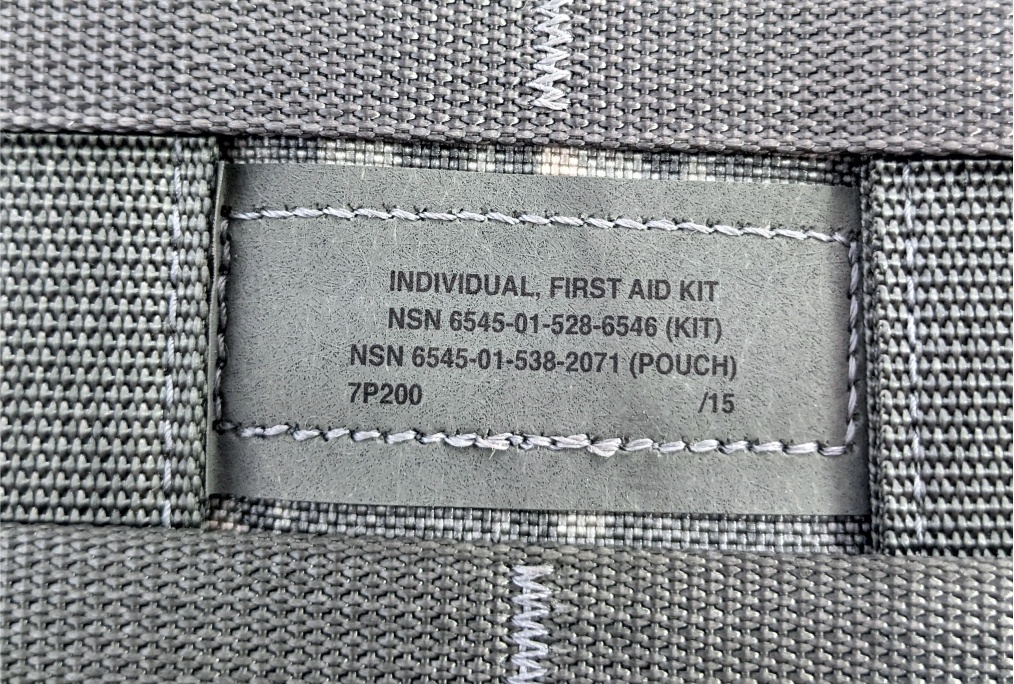 INDIVIDUAL, FIRST AID KIT
NSN 6545-01-528-6546 (KIT)
NSN 6545-01-538-2071 (POUCH)
7P200 /15